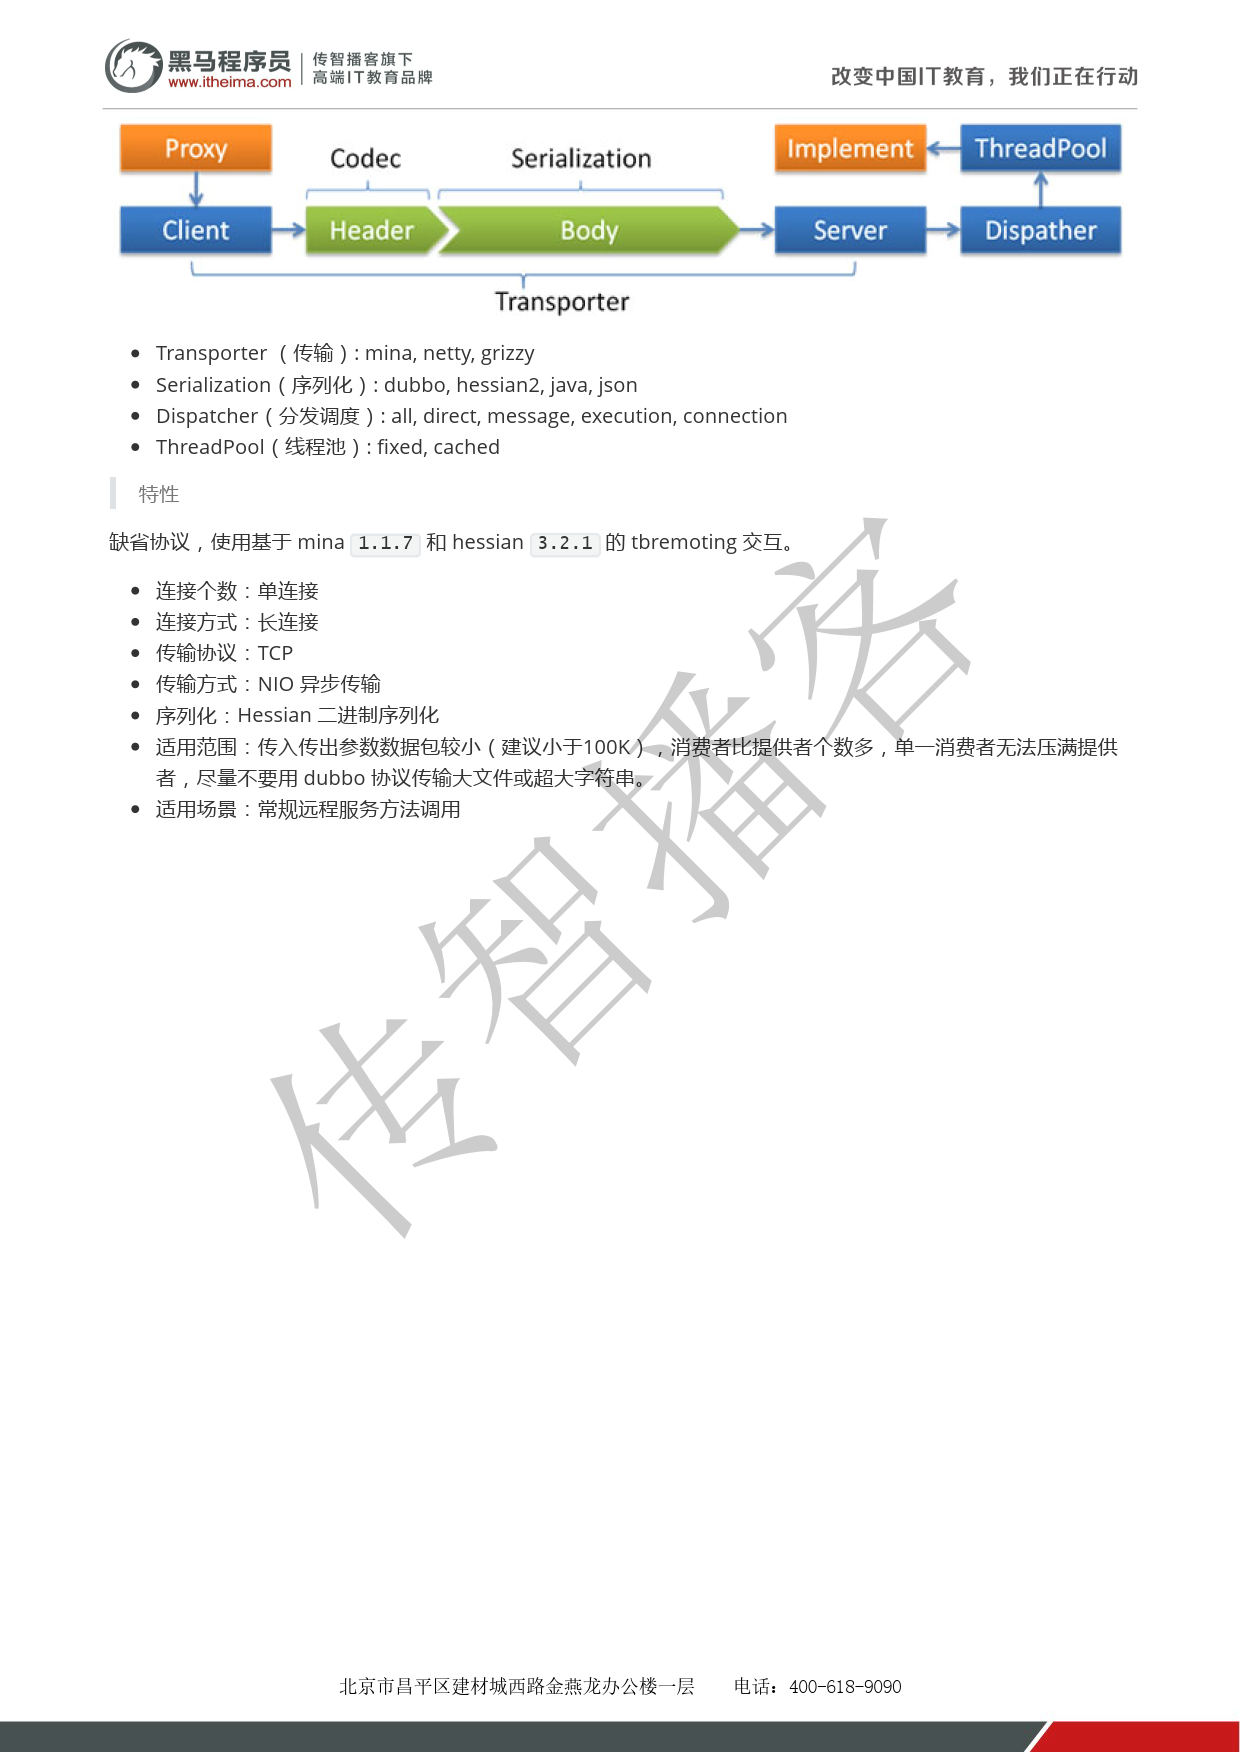 黑马程序员
www.itheima.com
传智播客旗下
高端IT教育品牌
改变中国IT教育，我们正在行动
Proxy
Codec
Serialization
Implement
ThreadPool
Client
Header
Body
Server
Dispather
Transporter
• Transporter （传输）: mina, netty, grizzy
• Serialization（序列化）: dubbo, hessian2, java, json
• Dispatcher（分发调度）: all, direct, message, execution, connection
• ThreadPool（线程池）: fixed, cached
特性
缺省协议，使用基于 mina 1.1.7 和 hessian 3.2.1 的 tbremoting 交互。
• 连接个数：单连接
• 连接方式：长连接
• 传输协议：TCP
• 传输方式：NIO 异步传输
• 序列化：Hessian 二进制序列化
• 适用范围：传入传出参数数据包较小（建议小于100K），消费者比提供者个数多，单一消费者无法压满提供
者，尽量不要用 dubbo 协议传输大文件或超大字符串。
• 适用场景：常规远程服务方法调用
传智播客
北京市昌平区建材城西路金燕龙办公楼一层 电话：400-618-9090